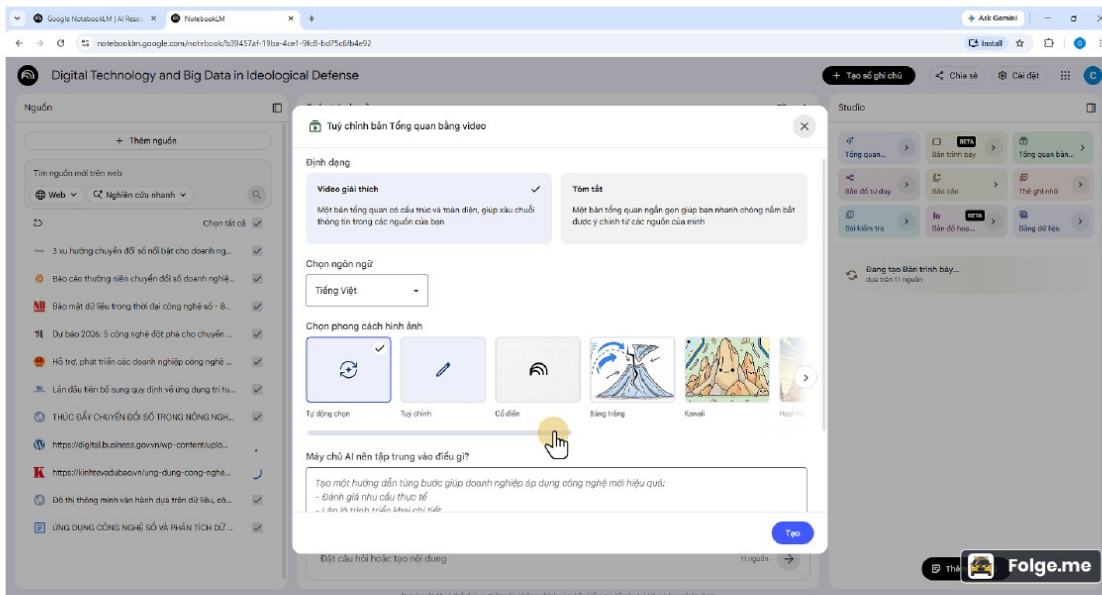 Google NotebookLM | AI Resea
NotebookLM
Ask Gemini
notebooklm.google.com/notebook/b39457af-19ba-4ce1-9fc8-bd75c6fb4e92
Install
Digital Technology and Big Data in Ideological Defense
Tạo sổ ghi chú
Chia sẻ
Cài đặt
C
Nguồn
Thêm nguồn
Tìm nguồn mới trên web
Web
Nghiên cứu nhanh
Chọn tất cả
3 xu hướng chuyển đổi số nổi bật cho doanh ng...
Báo cáo thường niên chuyển đổi số doanh nghiệ...
Bảo mật dữ liệu trong thời đại công nghệ số - B...
Dự báo 2026: 5 công nghệ đột phá cho chuyển ...
Hỗ trợ, phát triển các doanh nghiệp công nghệ ...
Lần đầu tiên bổ sung quy định về ứng dụng trí tu...
THÚC ĐẨY CHUYỂN ĐỔI SỐ TRONG NÔNG NGH...
https://digital.business.gov.vn/wp-content/uplo...
https://kinhtevadubao.vn/ung-dung-cong-nghe...
Đô thị thông minh vận hành dựa trên dữ liệu, cô...
ỨNG DỤNG CÔNG NGHỆ SỐ VÀ PHÂN TÍCH DỮ ...
Tuỳ chỉnh bản Tổng quan bằng video
Định dạng
Video giải thích
Một bản tổng quan có cấu trúc và toàn diện, giúp xâu chuỗi
thông tin trong các nguồn của bạn
Tóm tắt
Một bản tổng quan ngắn gọn giúp bạn nhanh chóng nắm bắt
được ý chính từ các nguồn của mình
Chọn ngôn ngữ
Tiếng Việt
Chọn phong cách hình ảnh
Tự động chọn
Tuỳ chỉnh
Cổ điển
Bảng trắng
Kawaii
Máy chủ AI nên tập trung vào điều gì?
Tạo một hướng dẫn từng bước giúp doanh nghiệp áp dụng công nghệ mới hiệu quả:
- Đánh giá nhu cầu thực tế
- Lập lộ trình triển khai chi tiết
Tạo
Đặt câu hỏi hoặc tạo nội dung
11 nguồn
Studio
Tổng quan...
BETA
Bản trình bày
Tổng quan bằn...
Bản đồ tư duy
Báo cáo
Thẻ ghi nhớ
Bài kiểm tra
BETA
Bản đồ hoạ...
Bảng dữ liệu
Đang tạo Bản trình bày...
dựa trên 11 nguồn
Folge.me